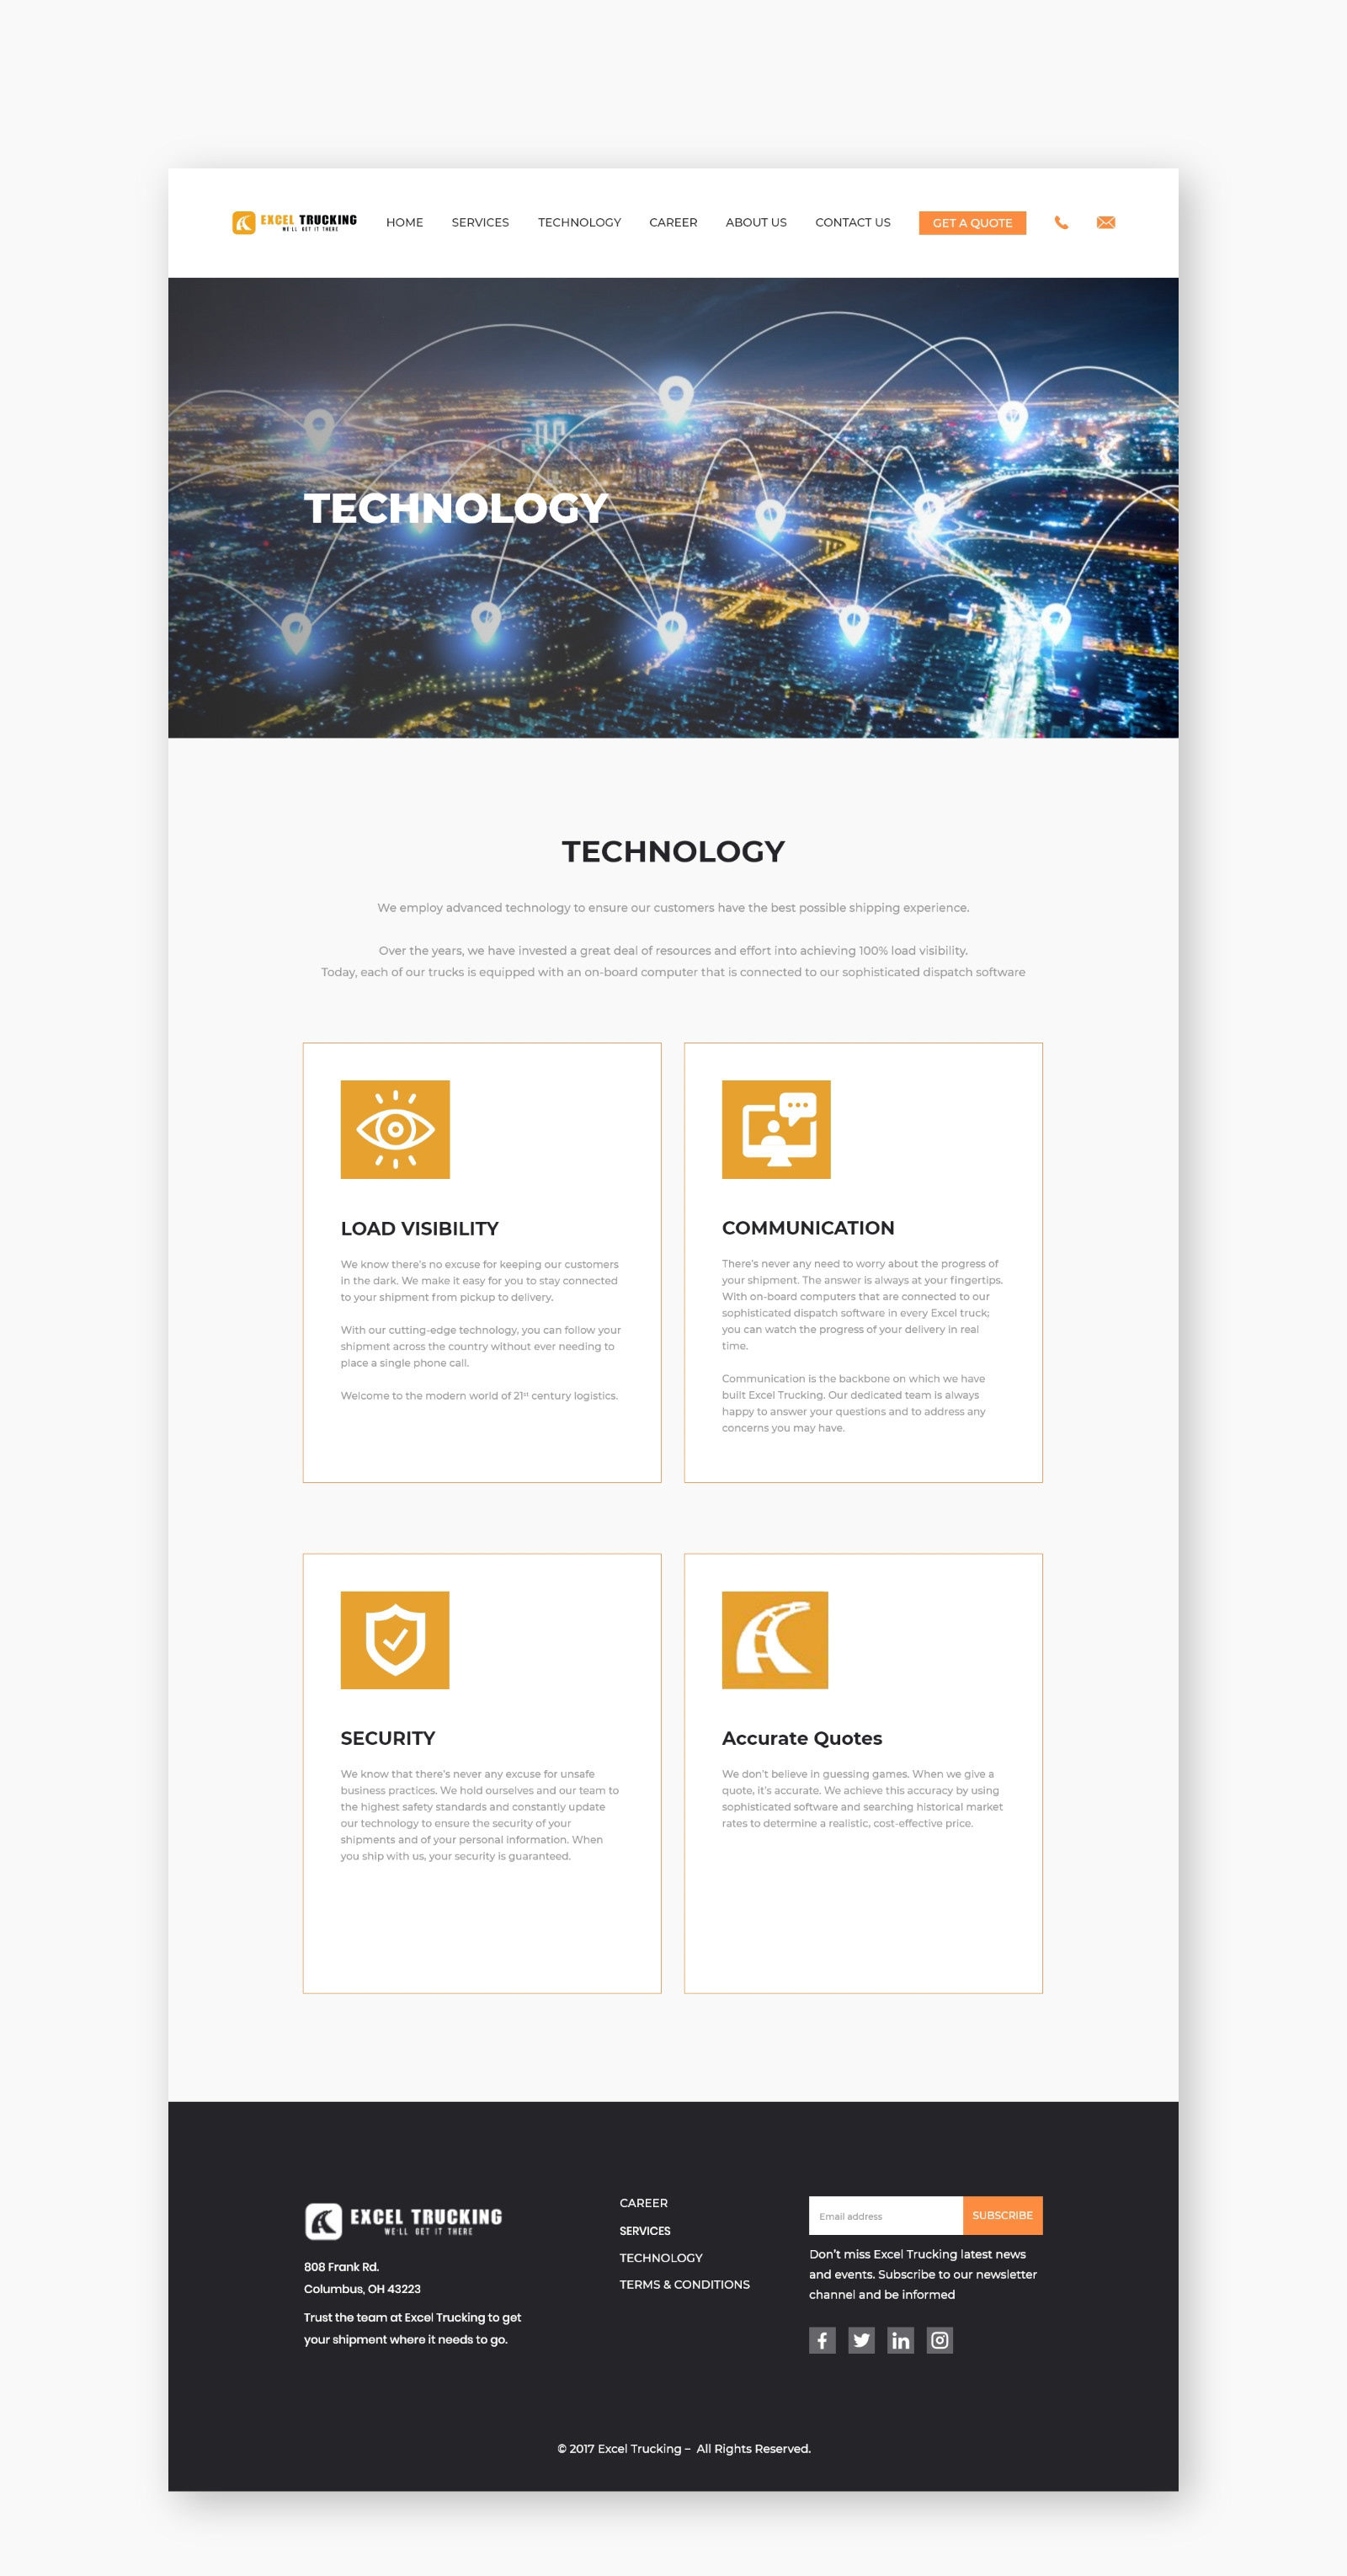 EXCEL TRUCKING
WE'LL GET IT THERE
HOME
SERVICES
TECHNOLOGY
CAREER
ABOUT US
CONTACT US
GET A QUOTE
TECHNOLOGY
TECHNOLOGY
We employ advanced technology to ensure our customers have the best possible shipping experience.
Over the years, we have invested a great deal of resources and effort into achieving 100% load visibility.
Today, each of our trucks is equipped with an on-board computer that is connected to our sophisticated dispatch software
LOAD VISIBILITY
We know there's no excuse for keeping our customers
in the dark. We make it easy for you to stay connected
to your shipment from pickup to delivery.
With our cutting-edge technology, you can follow your
shipment across the country without ever needing to
place a single phone call.
Welcome to the modern world of 21st century logistics.
COMMUNICATION
There's never any need to worry about the progress of
your shipment. The answer is always at your fingertips.
With on-board computers that are connected to our
sophisticated dispatch software in every Excel truck;
you can watch the progress of your delivery in real
time.
Communication is the backbone on which we have
built Excel Trucking. Our dedicated team is always
happy to answer your questions and to address any
concerns you may have.
SECURITY
We know that there's never any excuse for unsafe
business practices. We hold ourselves and our team to
the highest safety standards and constantly update
our technology to ensure the security of your
shipments and of your personal information. When
you ship with us, your security is guaranteed.
Accurate Quotes
We don't believe in guessing games. When we give a
quote, it's accurate. We achieve this accuracy by using
sophisticated software and searching historical market
rates to determine a realistic, cost-effective price.
EXCEL TRUCKING
WE'LL GET IT THERE
808 Frank Rd.
Columbus, OH 43223
Trust the team at Excel Trucking to get
your shipment where it needs to go.
CAREER
SERVICES
TECHNOLOGY
TERMS & CONDITIONS
Email address
SUBSCRIBE
Don't miss Excel Trucking latest news
and events. Subscribe to our newsletter
channel and be informed
© 2017 Excel Trucking – All Rights Reserved.